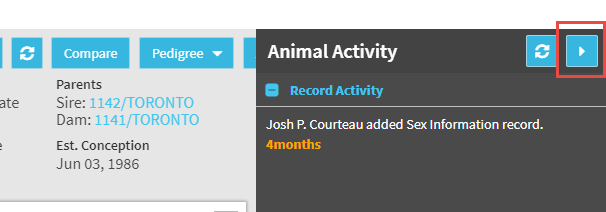 Compare
Pedigree
Animal Activity
Parents
ate
Sire: 1142/TORONTO
Dam: 1141/TORONTO
e
Est. Conception
Jun 03, 1986
Record Activity
Josh P. Courteau added Sex Information record.
4months